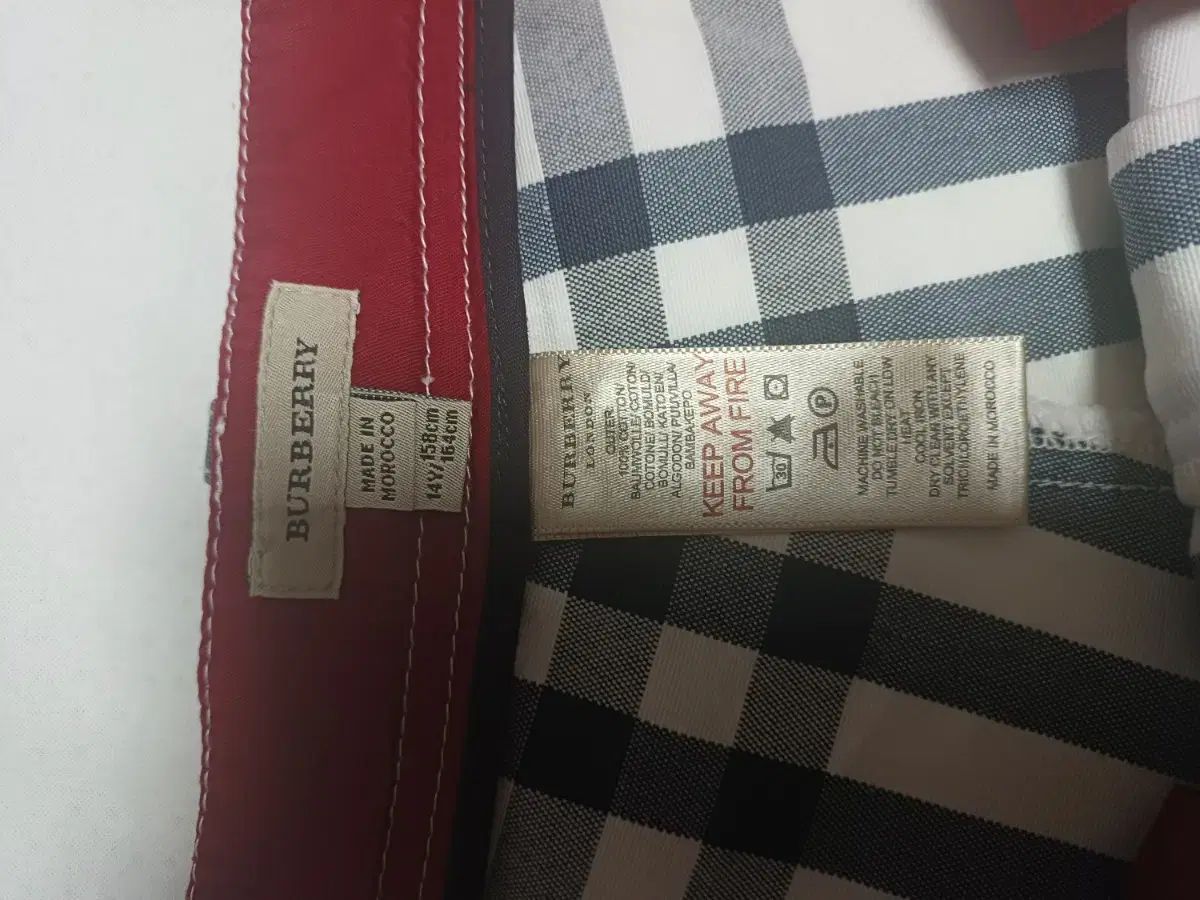 BURBERRY
MADE IN
MOROCCO
14Y/158cm
164cm
BURBERRY
LONDON
OUTER
100% COTTON/
BAUMWOLLE/COTON/
COTONE/BOMULD/
BOMULL/KATOEN/
ALGODON/PUUVILLA/
ΒΑΜΒΑΚΕΡΟ
KEEP AWAY
FROM FIRE
30
P
MACHINE WASHABLE
DO NOT BLEACH
TUMBLE DRY ON LOW
HEAT
COOL IRON
DRY CLEAN WITH ANY
SOLVENT EXCEPT
TRICHLOROETHYLENE
MADE IN MOROCCO